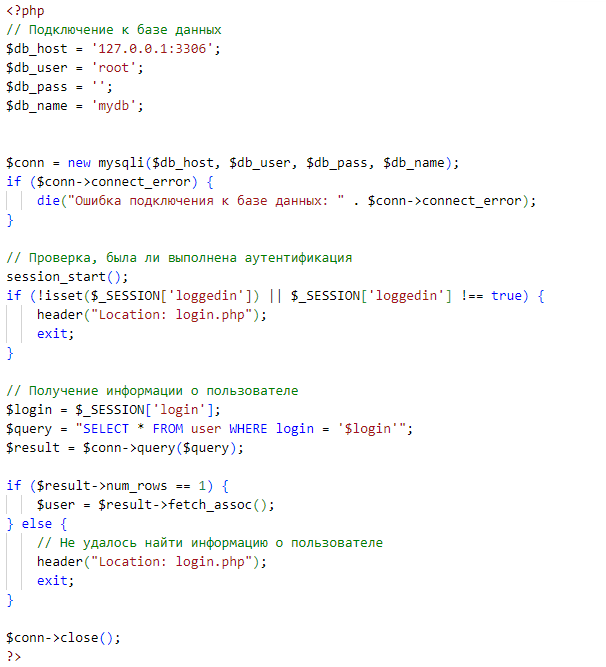 <?php
// Подключение к базе данных
$db_host = '127.0.0.1:3306';
$db_user = 'root';
$db_pass = '';
$db_name = 'mydb';
$conn = new mysqli($db_host, $db_user, $db_pass, $db_name);
if ($conn->connect_error) {
    die("Ошибка подключения к базе данных: " . $conn->connect_error);
}
// Проверка, была ли выполнена аутентификация
session_start();
if (!isset($_SESSION['loggedin']) || $_SESSION['loggedin'] !== true) {
    header("Location: login.php");
    exit;
}
// Получение информации о пользователе
$login = $_SESSION['login'];
$query = "SELECT * FROM user WHERE login = '$login'";
$result = $conn->query($query);
if ($result->num_rows == 1) {
    $user = $result->fetch_assoc();
} else {
    // Не удалось найти информацию о пользователе
    header("Location: login.php");
    exit;
}
$conn->close();
?>